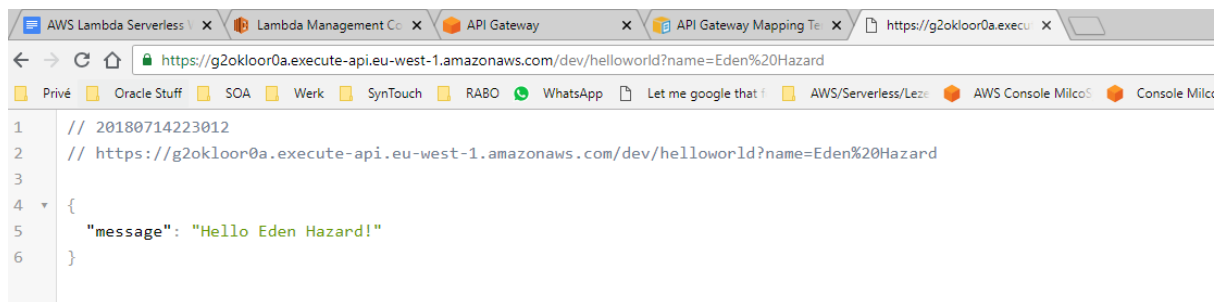 AWS Lambda Serverless
Lambda Management Co
API Gateway
API Gateway Mapping Te
https://g2okloor0a.execu
https://g2okloor0a.execute-api.eu-west-1.amazonaws.com/dev/helloworld?name=Eden%20Hazard
Privé Oracle Stuff SOA Werk SynTouch RABO WhatsApp Let me google that AWS/Serverless/Leze AWS Console Milco Console Milco
1 // 20180714223012
2 // https://g2okloor0a.execute-api.eu-west-1.amazonaws.com/dev/helloworld?name=Eden%20Hazard
3
4 {
5 "message": "Hello Eden Hazard!"
6 }